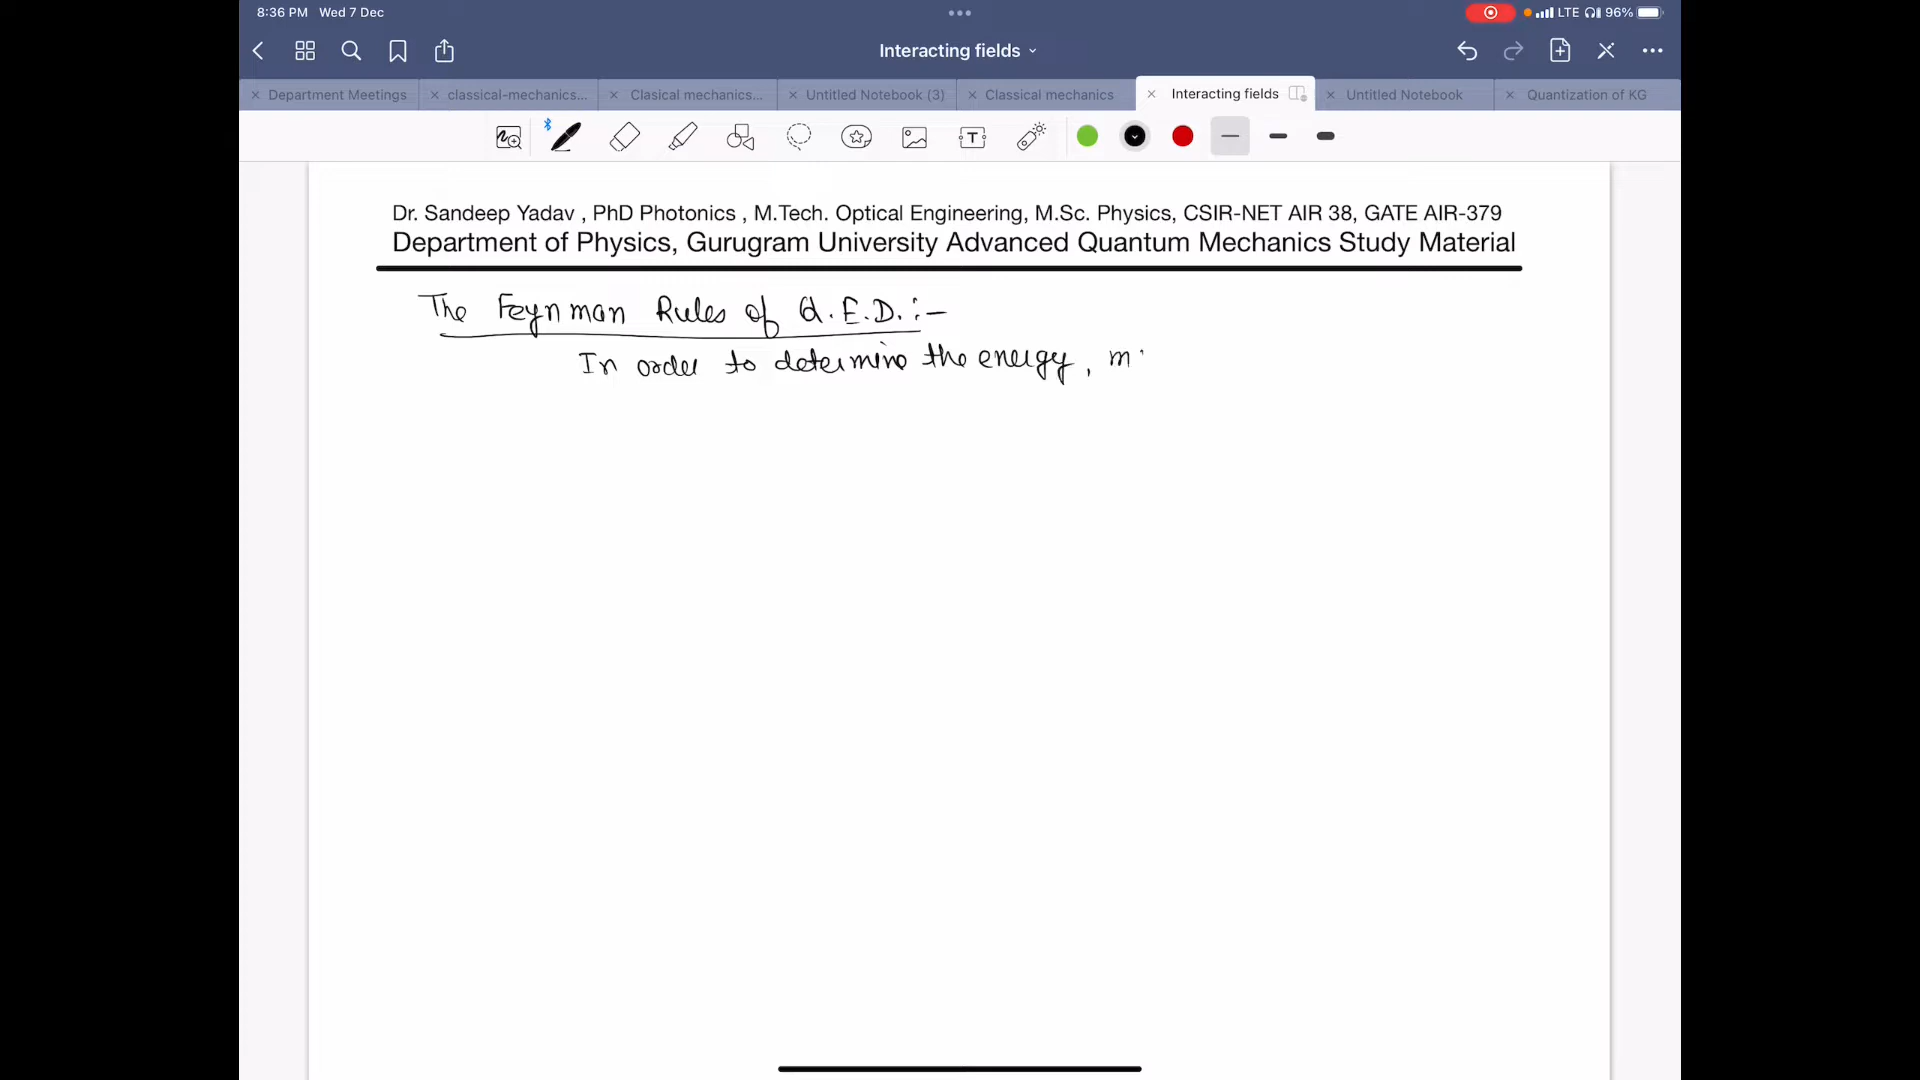 8:36 PM Wed 7 Dec
LTE 96%
Interacting fields
Department Meetings
classical-mechanics...
Clasical mechanics...
Untitled Notebook (3)
Classical mechanics
Interacting fields
Untitled Notebook
Quantization of KG
T
Dr. Sandeep Yadav , PhD Photonics , M.Tech. Optical Engineering, M.Sc. Physics, CSIR-NET AIR 38, GATE AIR-379
Department of Physics, Gurugram University Advanced Quantum Mechanics Study Material
The Feynman Rules of Q.E.D. :-
In order to determine the energy, m